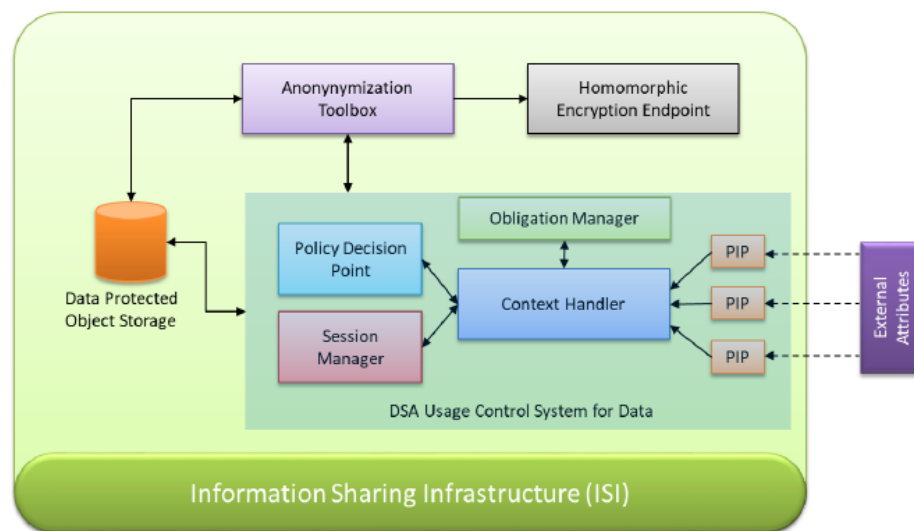 Anonynymization
Toolbox
Homomorphic
Encryption Endpoint
Data Protected
Object Storage
Policy Decision
Point
Session
Manager
Obligation Manager
Context Handler
PIP
PIP
PIP
DSA Usage Control System for Data
External
Attributes
Information Sharing Infrastructure (ISI)